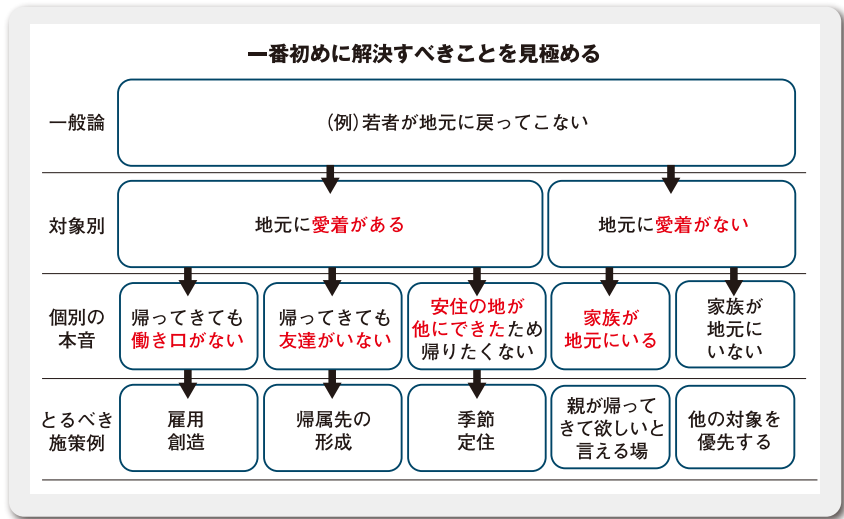 一番初めに解決すべきことを見極める
一般論
(例)若者が地元に戻ってこない
対象別
地元に愛着がある
地元に愛着がない
個別の
本音
帰ってきても
働き口がない
帰ってきても
友達がいない
安住の地が
他にできたため
帰りたくない
家族が
地元にいる
家族が
地元に
いない
とるべき
施策例
雇用
創造
帰属先の
形成
季節
定住
親が帰って
きて欲しいと
言える場
他の対象を
優先する